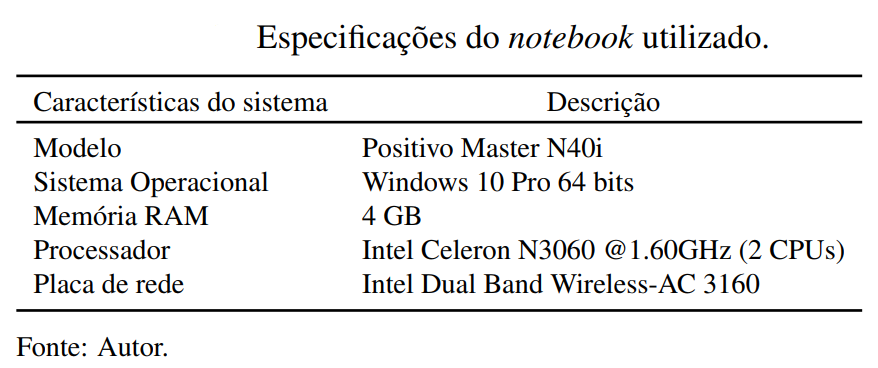 Especificações do notebook utilizado.
Características do sistema Descrição
Modelo Positivo Master N40i
Sistema Operacional Windows 10 Pro 64 bits
Memória RAM 4 GB
Processador Intel Celeron N3060 @1.60GHz (2 CPUs)
Placa de rede Intel Dual Band Wireless-AC 3160
Fonte: Autor.